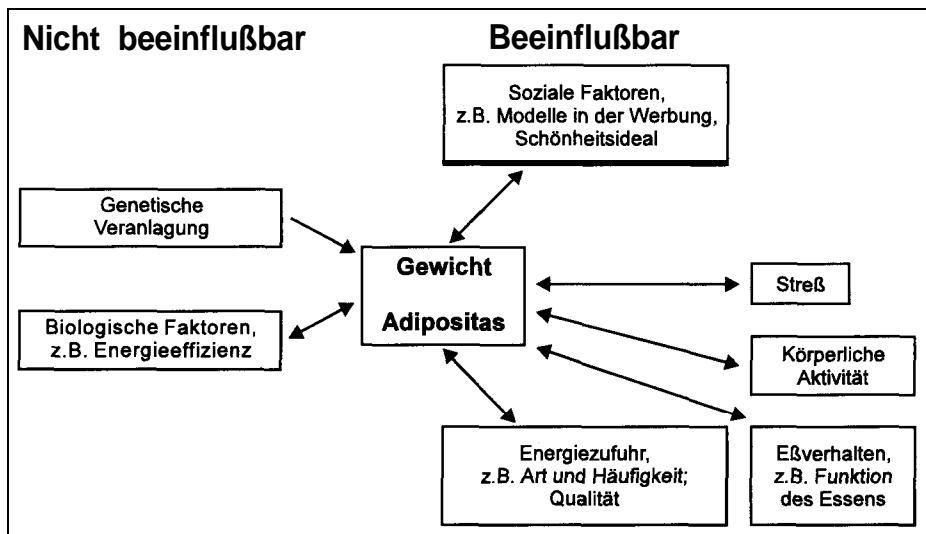 Nicht beeinflußbar
Beeinflußbar
Soziale Faktoren,
z.B. Modelle in der Werbung,
Schönheitsideal
Genetische
Veranlagung
Gewicht
Adipositas
Streß
Biologische Faktoren,
z.B. Energieeffizienz
Körperliche
Aktivität
Energiezufuhr,
z.B. Art und Häufigkeit;
Qualität
Eßverhalten,
z.B. Funktion
des Essens